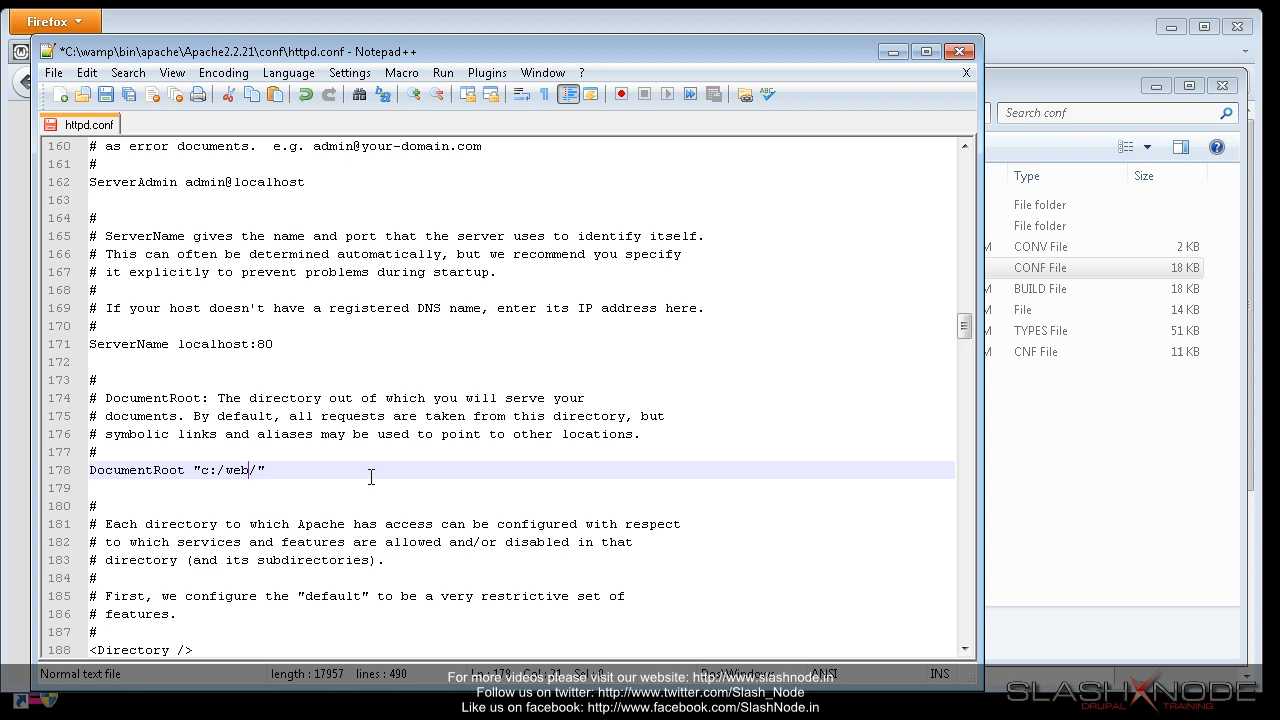 Firefox
*C:\wamp\bin\apache\Apache2.2.21\conf\httpd.conf - Notepad++
File Edit Search View Encoding Language Settings Macro Run Plugins Window ? X
Search conf
httpd.conf
Type Size
File folder
File folder
CONV File 2 KB
CONF File 18 KB
BUILD File 18 KB
File 14 KB
TYPES File 51 KB
CNF File 11 KB
160 # as error documents.  e.g. admin@your-domain.com
161 #
162 ServerAdmin admin@localhost
163
164 #
165 # ServerName gives the name and port that the server uses to identify itself.
166 # This can often be determined automatically, but we recommend you specify
167 # it explicitly to prevent problems during startup.
168 #
169 # If your host doesn't have a registered DNS name, enter its IP address here.
170 #
171 ServerName localhost:80
172
173 #
174 # DocumentRoot: The directory out of which you will serve your
175 # documents. By default, all requests are taken from this directory, but
176 # symbolic links and aliases may be used to point to other locations.
177 #
178 DocumentRoot "c:/web/"
179
180 #
181 # Each directory to which Apache has access can be configured with respect
182 # to which services and features are allowed and/or disabled in that
183 # directory (and its subdirectories).
184 #
185 # First, we configure the "default" to be a very restrictive set of
186 # features.
187 #
188 <Directory />
Normal text file length : 17957 lines : 490 ANSI INS
For more videos please visit our website: http://www.slashnode.in
Follow us on twitter: http://www.twitter.com/Slash_Node
Like us on facebook: http://www.facebook.com/SlashNode.in
SLASH NODE
DRUPAL TRAINING